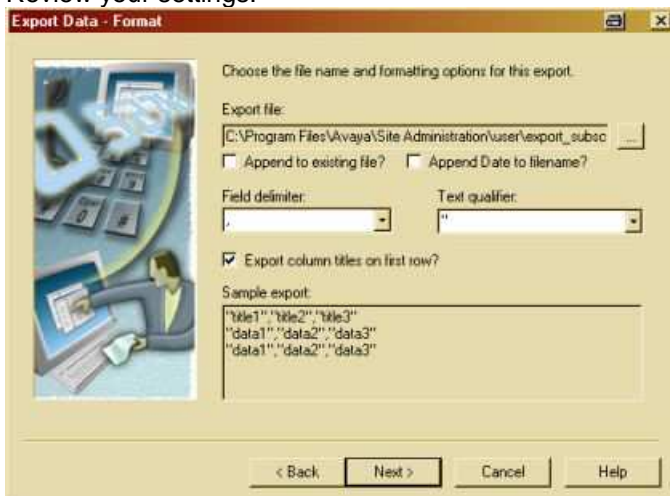 Review your settings.
Export Data - Format
Choose the file name and formatting options for this export.
Export file:
C:\Program Files\Avaya\Site Administration\user\export_subsc ...
Append to existing file? Append Date to filename?
Field delimiter: Text qualifier:
, "
Export column titles on first row?
Sample export:
"title1","title2","title3"
"data1","data2","data3"
"data1","data2","data3"
< Back Next > Cancel Help